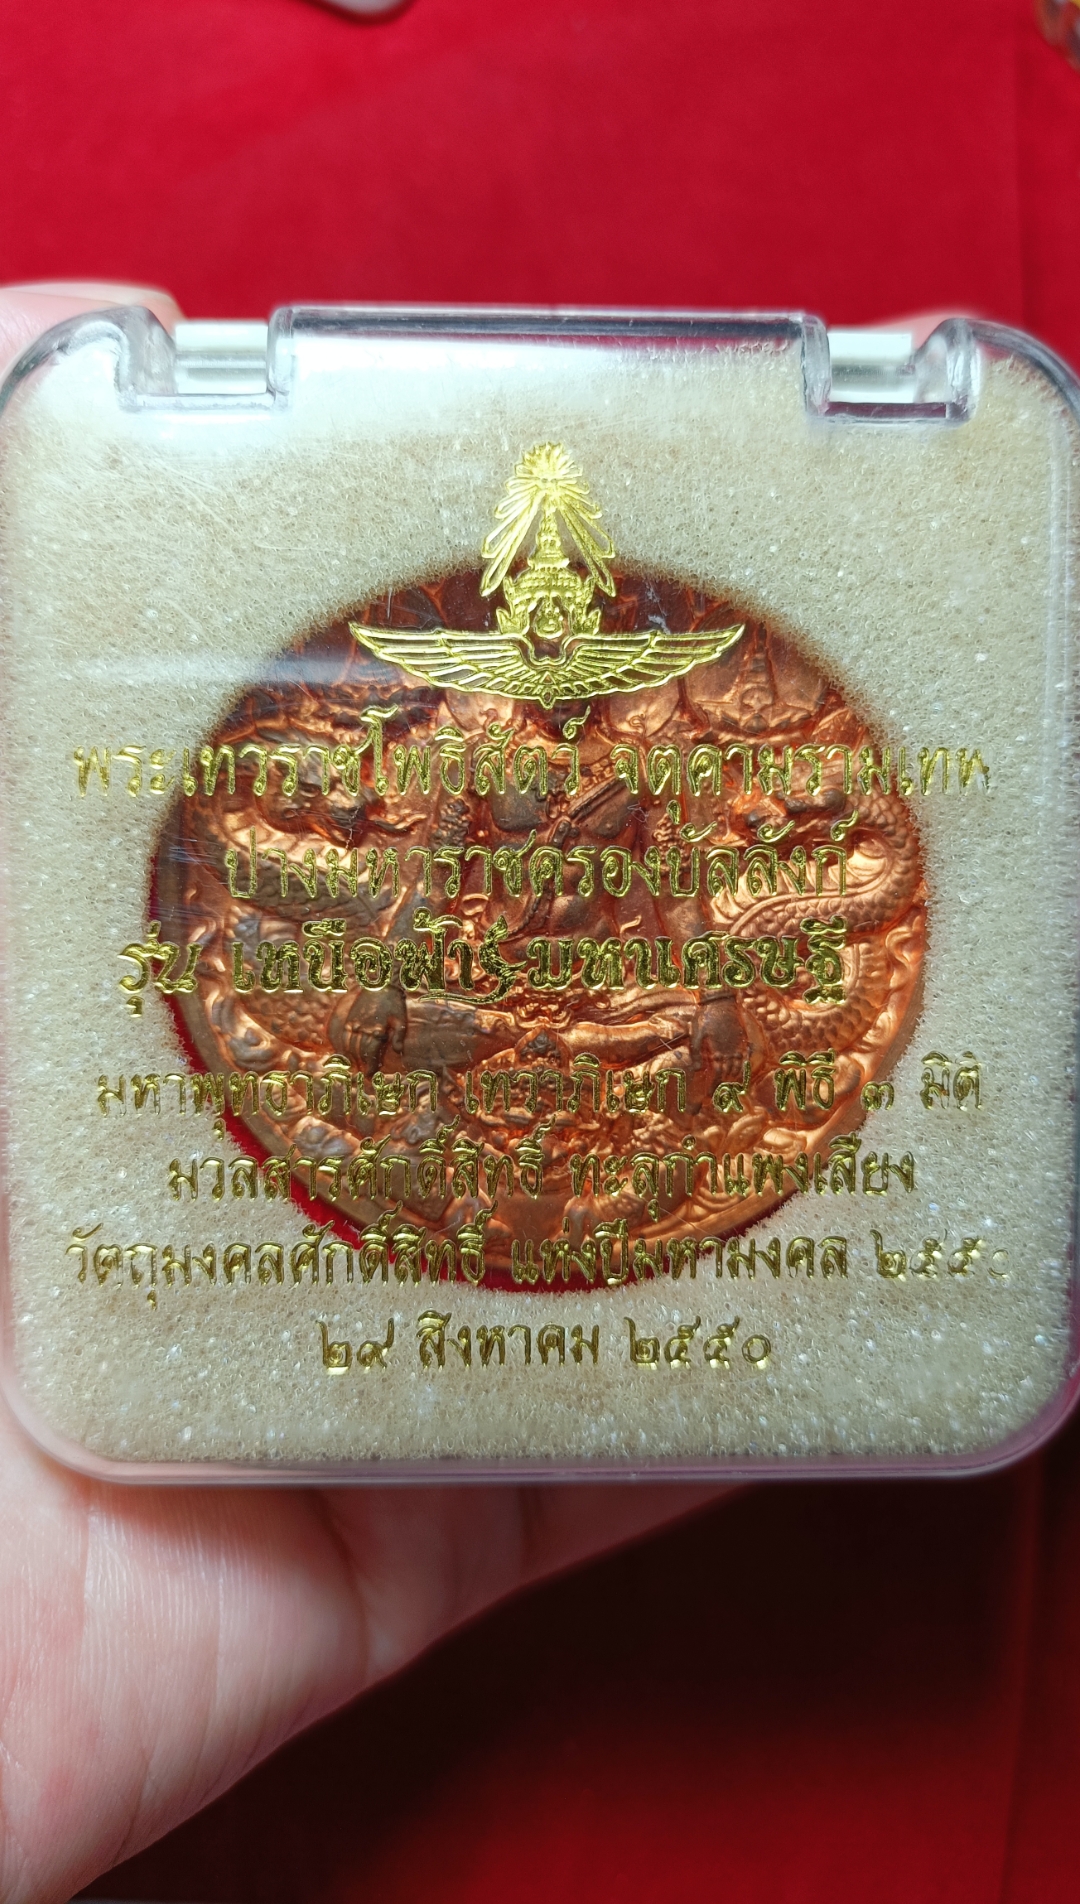 พระเทวราชโพธิสัตว์ จตุคามรามเทพ
ปางมหาราชครองบัลลังก์
รุ่น เหนือฟ้า มหาเศรษฐี
มหาพุทธาภิเษก เทวาภิเษก ๙ พิธี ๓ มิติ
มวลสารศักดิ์สิทธิ์ ทะลุกำแพงเสียง
วัตถุมงคลศักดิ์สิทธิ์ แห่งปีมหามงคล ๒๕๕๐
๒๙ สิงหาคม ๒๕๕๐